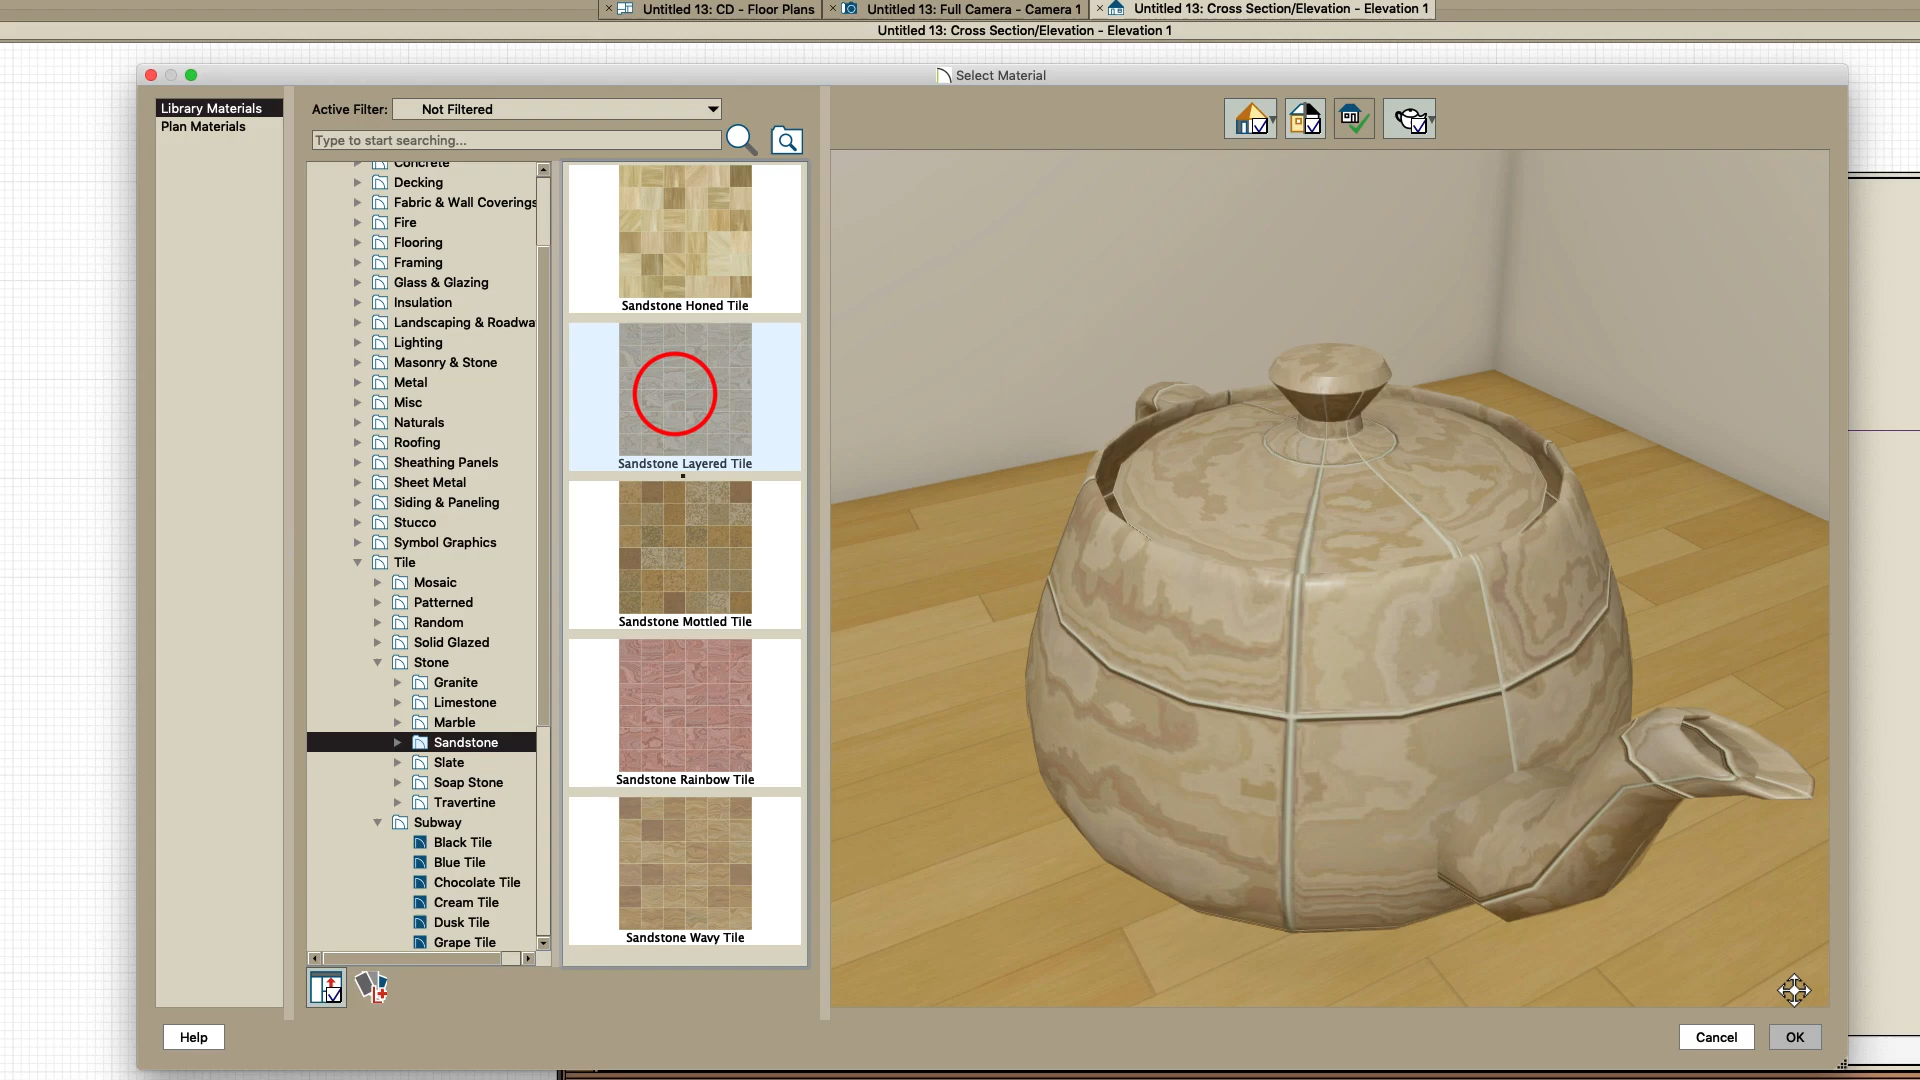 Untitled 13: CD - Floor Plans
Untitled 13: Full Camera - Camera 1
Untitled 13: Cross Section/Elevation - Elevation 1
Untitled 13: Cross Section/Elevation - Elevation 1
Select Material
Library Materials
Plan Materials
Active Filter:
Not Filtered
Type to start searching...
Concrete
Decking
Fabric & Wall Coverings
Fire
Flooring
Framing
Glass & Glazing
Insulation
Landscaping & Roadwa
Lighting
Masonry & Stone
Metal
Misc
Naturals
Roofing
Sheathing Panels
Sheet Metal
Siding & Paneling
Stucco
Symbol Graphics
Tile
Mosaic
Patterned
Random
Solid Glazed
Stone
Granite
Limestone
Marble
Sandstone
Slate
Soap Stone
Travertine
Subway
Black Tile
Blue Tile
Chocolate Tile
Cream Tile
Dusk Tile
Grape Tile
Sandstone Honed Tile
Sandstone Layered Tile
Sandstone Mottled Tile
Sandstone Rainbow Tile
Sandstone Wavy Tile
Help
Cancel
OK